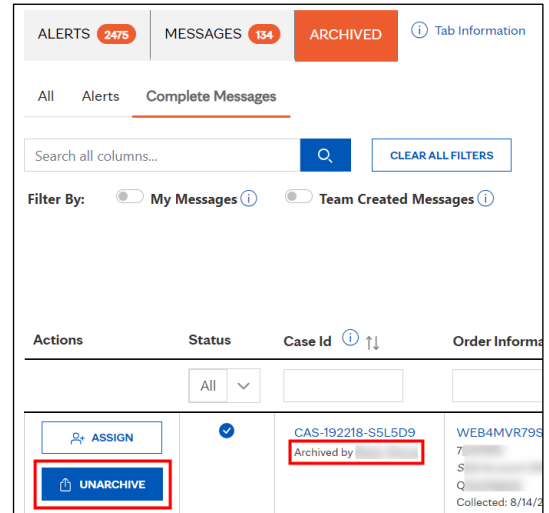 ALERTS 2475 MESSAGES 134 ARCHIVED Tab Information
All Alerts Complete Messages
Search all columns... CLEAR ALL FILTERS
Filter By: My Messages Team Created Messages
Actions Status Case Id Order Informa
All
ASSIGN CAS-192218-S5L5D9 WEB4MVR79S
Archived by 7
S
UNARCHIVE Q
Collected: 8/14/2